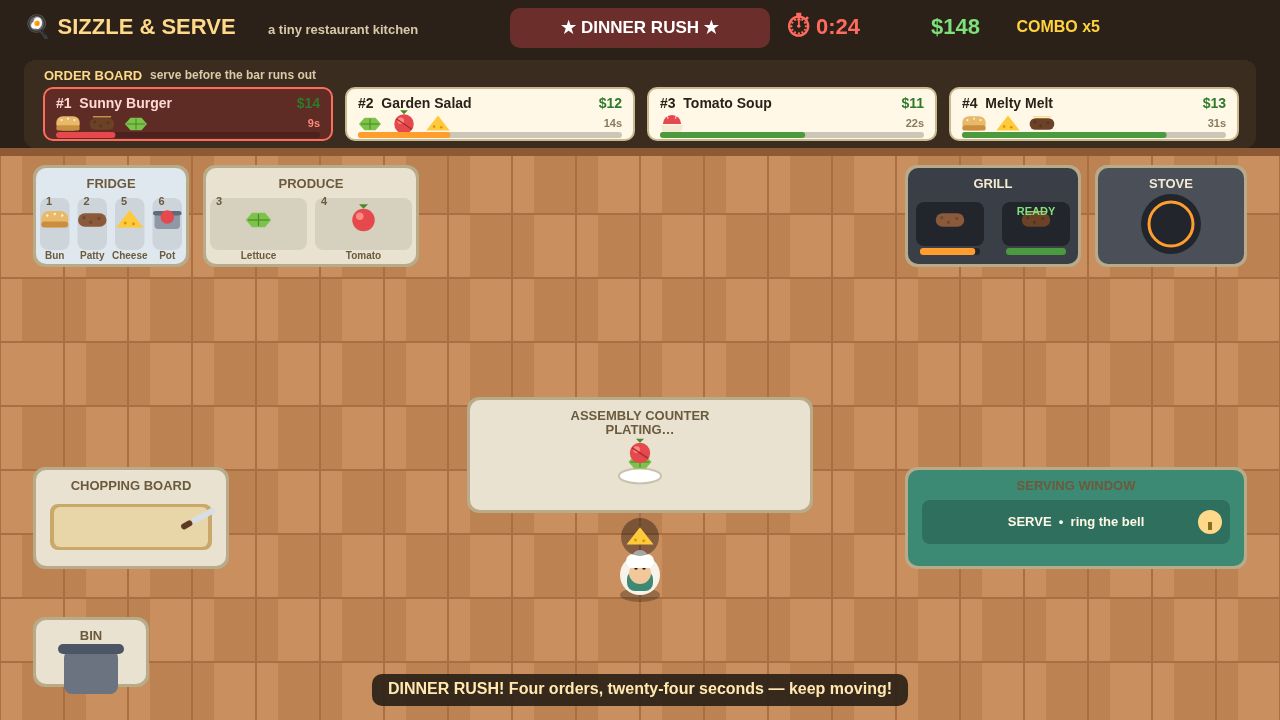 SIZZLE & SERVE
a tiny restaurant kitchen
★ DINNER RUSH ★
0:24
$148
COMBO x5
ORDER BOARD serve before the bar runs out
#1 Sunny Burger $14
9s
#2 Garden Salad $12
14s
#3 Tomato Soup $11
22s
#4 Melty Melt $13
31s
FRIDGE
1 2 5 6
Bun Patty Cheese Pot
PRODUCE
3 4
Lettuce Tomato
GRILL
READY
STOVE
ASSEMBLY COUNTER
PLATING…
CHOPPING BOARD
SERVING WINDOW
SERVE • ring the bell
BIN
DINNER RUSH! Four orders, twenty-four seconds — keep moving!